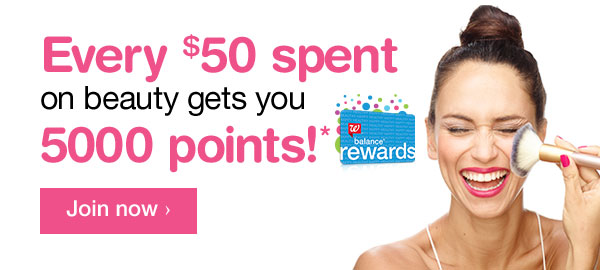 Every $50 spent
on beauty gets you
5000 points!*
w
balance®
rewards
Join now ›